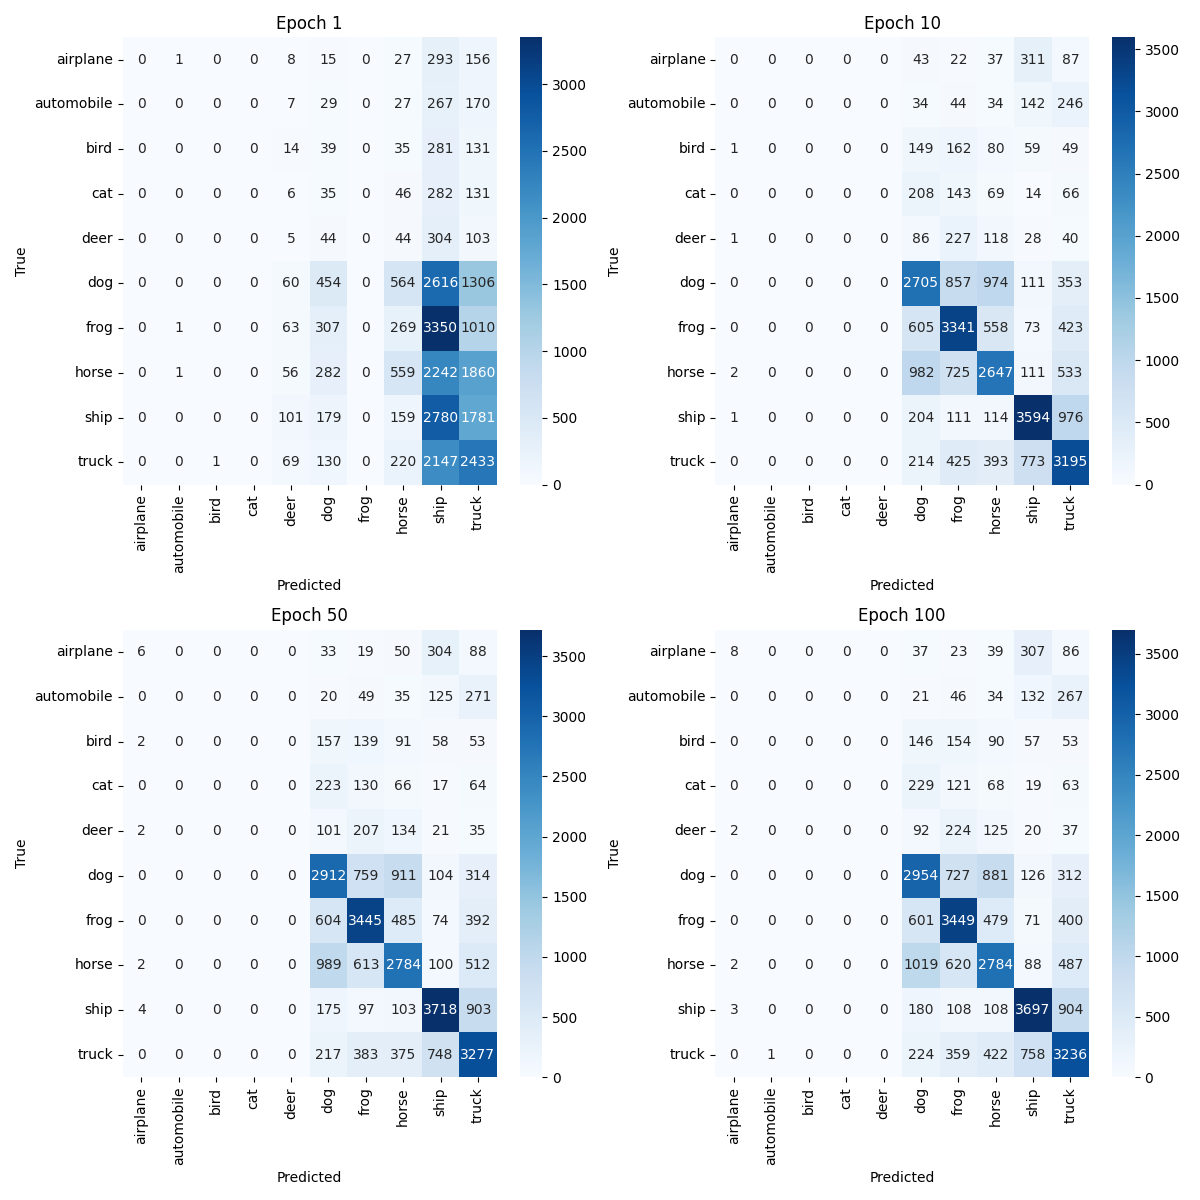 Epoch 1
True
airplane 0 1 0 0 8 15 0 27 293 156
automobile 0 0 0 0 7 29 0 27 267 170
bird 0 0 0 0 14 39 0 35 281 131
cat 0 0 0 0 6 35 0 46 282 131
deer 0 0 0 0 5 44 0 44 304 103
dog 0 0 0 0 60 454 0 564 2616 1306
frog 0 1 0 0 63 307 0 269 3350 1010
horse 0 1 0 0 56 282 0 559 2242 1860
ship 0 0 0 0 101 179 0 159 2780 1781
truck 0 0 1 0 69 130 0 220 2147 2433
airplane automobile bird cat deer dog frog horse ship truck
Predicted
3000
2500
2000
1500
1000
500
0
Epoch 10
True
airplane 0 0 0 0 0 43 22 37 311 87
automobile 0 0 0 0 0 34 44 34 142 246
bird 1 0 0 0 0 149 162 80 59 49
cat 0 0 0 0 0 208 143 69 14 66
deer 1 0 0 0 0 86 227 118 28 40
dog 0 0 0 0 0 2705 857 974 111 353
frog 0 0 0 0 0 605 3341 558 73 423
horse 2 0 0 0 0 982 725 2647 111 533
ship 1 0 0 0 0 204 111 114 3594 976
truck 0 0 0 0 0 214 425 393 773 3195
airplane automobile bird cat deer dog frog horse ship truck
Predicted
3500
3000
2500
2000
1500
1000
500
0
Epoch 50
True
airplane 6 0 0 0 0 33 19 50 304 88
automobile 0 0 0 0 0 20 49 35 125 271
bird 2 0 0 0 0 157 139 91 58 53
cat 0 0 0 0 0 223 130 66 17 64
deer 2 0 0 0 0 101 207 134 21 35
dog 0 0 0 0 0 2912 759 911 104 314
frog 0 0 0 0 0 604 3445 485 74 392
horse 2 0 0 0 0 989 613 2784 100 512
ship 4 0 0 0 0 175 97 103 3718 903
truck 0 0 0 0 0 217 383 375 748 3277
airplane automobile bird cat deer dog frog horse ship truck
Predicted
3500
3000
2500
2000
1500
1000
500
0
Epoch 100
True
airplane 8 0 0 0 0 37 23 39 307 86
automobile 0 0 0 0 0 21 46 34 132 267
bird 0 0 0 0 0 146 154 90 57 53
cat 0 0 0 0 0 229 121 68 19 63
deer 2 0 0 0 0 92 224 125 20 37
dog 0 0 0 0 0 2954 727 881 126 312
frog 0 0 0 0 0 601 3449 479 71 400
horse 2 0 0 0 0 1019 620 2784 88 487
ship 3 0 0 0 0 180 108 108 3697 904
truck 0 1 0 0 0 224 359 422 758 3236
airplane automobile bird cat deer dog frog horse ship truck
Predicted
3500
3000
2500
2000
1500
1000
500
0